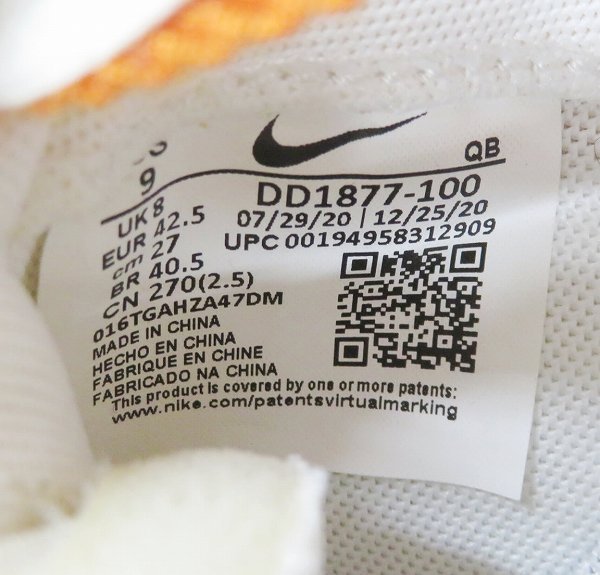 QB
9
UK 8
EUR 42.5
cm 27
BR 40.5
CN 270(2.5)
DD1877-100
07/29/20 | 12/25/20
UPC 00194958312909
016TGAHZA47DM
MADE IN CHINA
HECHO EN CHINA
FABRIQUE EN CHINE
FABRICADO NA CHINA
This product is covered by one or more patents:
www.nike.com/patentsvirtualmarking